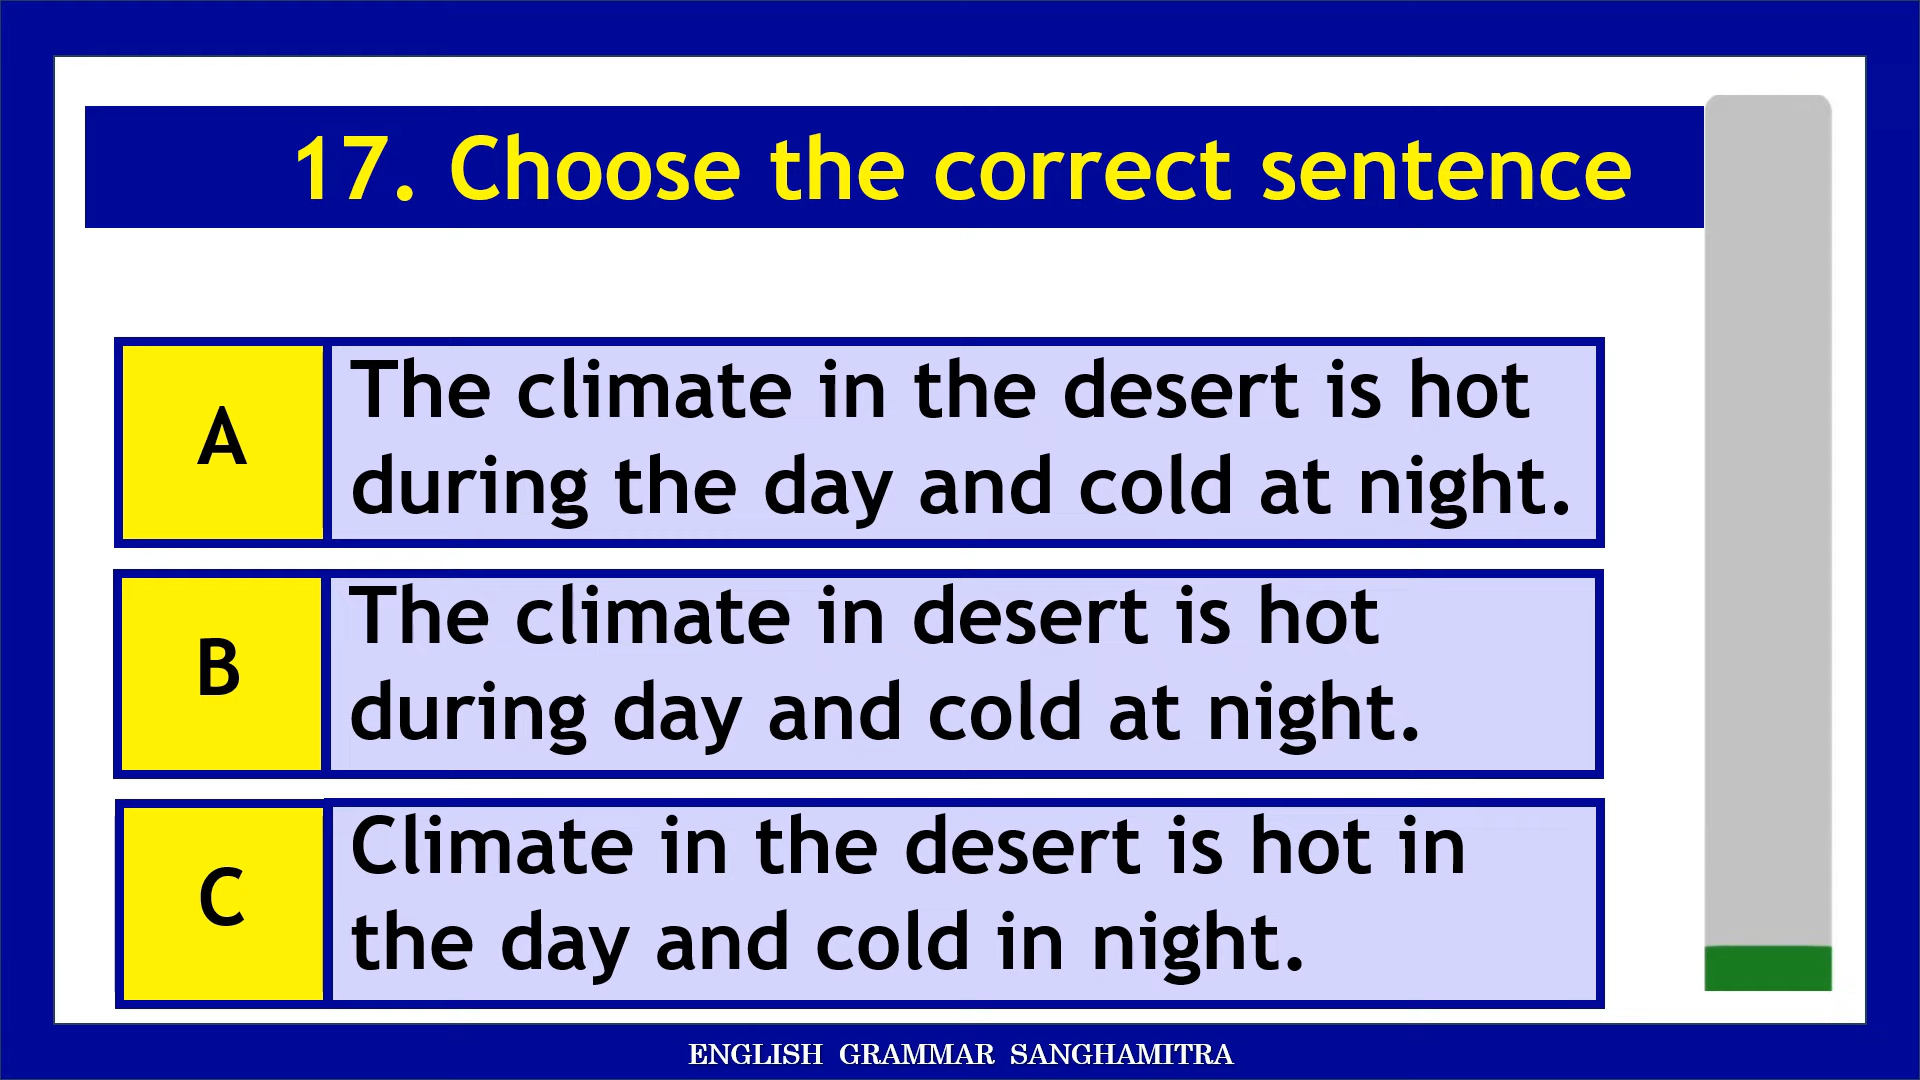 17. Choose the correct sentence
A
The climate in the desert is hot
during the day and cold at night.
B
The climate in desert is hot
during day and cold at night.
C
Climate in the desert is hot in
the day and cold in night.
ENGLISH GRAMMAR SANGHAMITRA